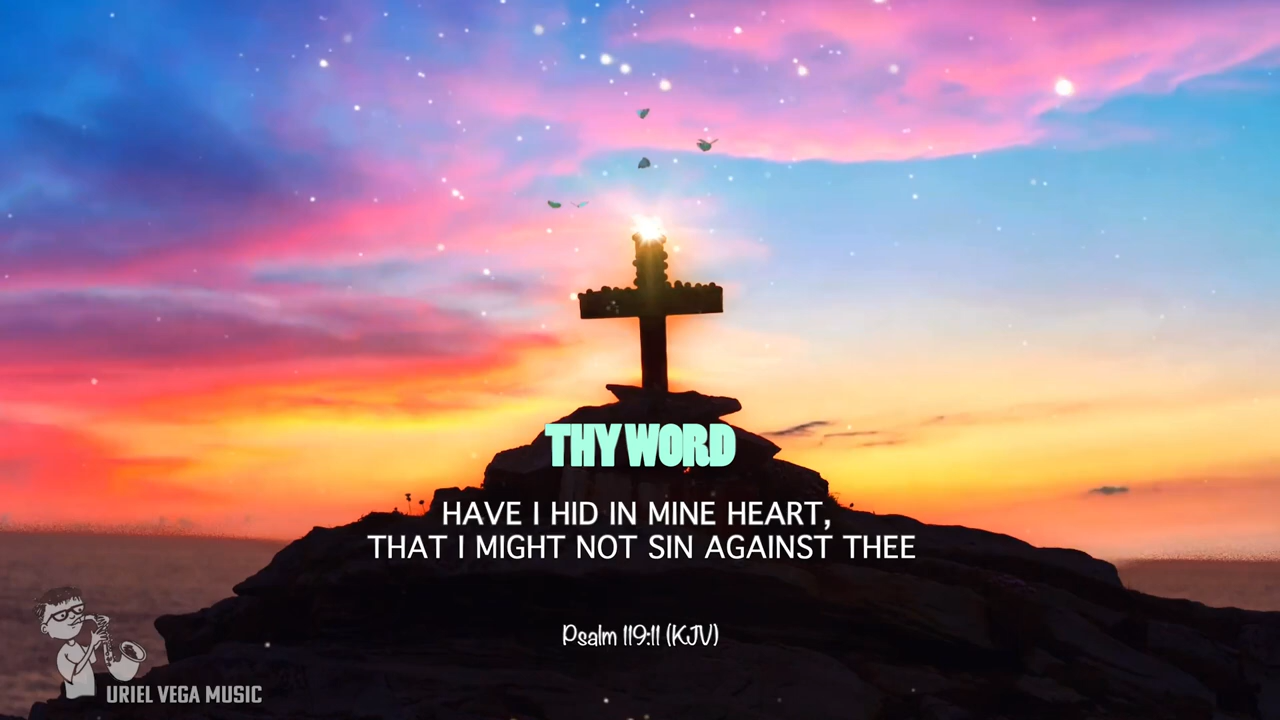 THY WORD
HAVE I HID IN MINE HEART,
THAT I MIGHT NOT SIN AGAINST THEE
Psalm 119:11 (KJV)
URIEL VEGA MUSIC